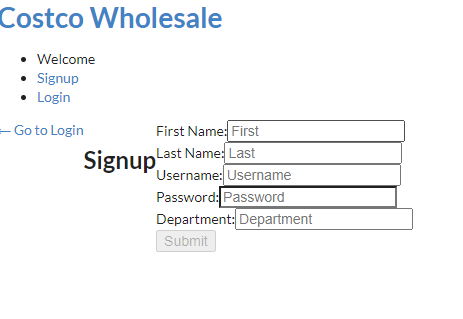 Costco Wholesale
Welcome
Signup
Login
← Go to Login
Signup
First Name: First
Last Name: Last
Username: Username
Password: Password
Department: Department
Submit